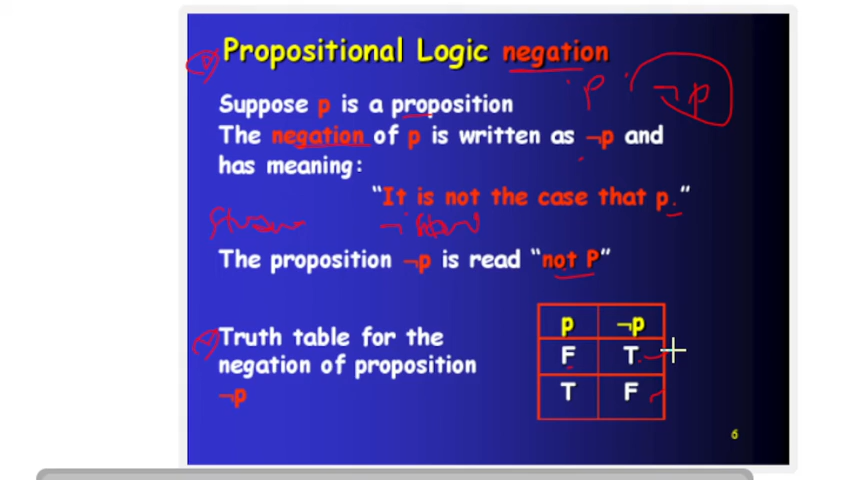 Propositional Logic negation
P ¬p
Suppose p is a proposition
The negation of p is written as ¬p and
has meaning:
“It is not the case that p.”
The proposition ¬p is read “not P”
p ¬p
Truth table for the
F T
negation of proposition
¬p
T F
6